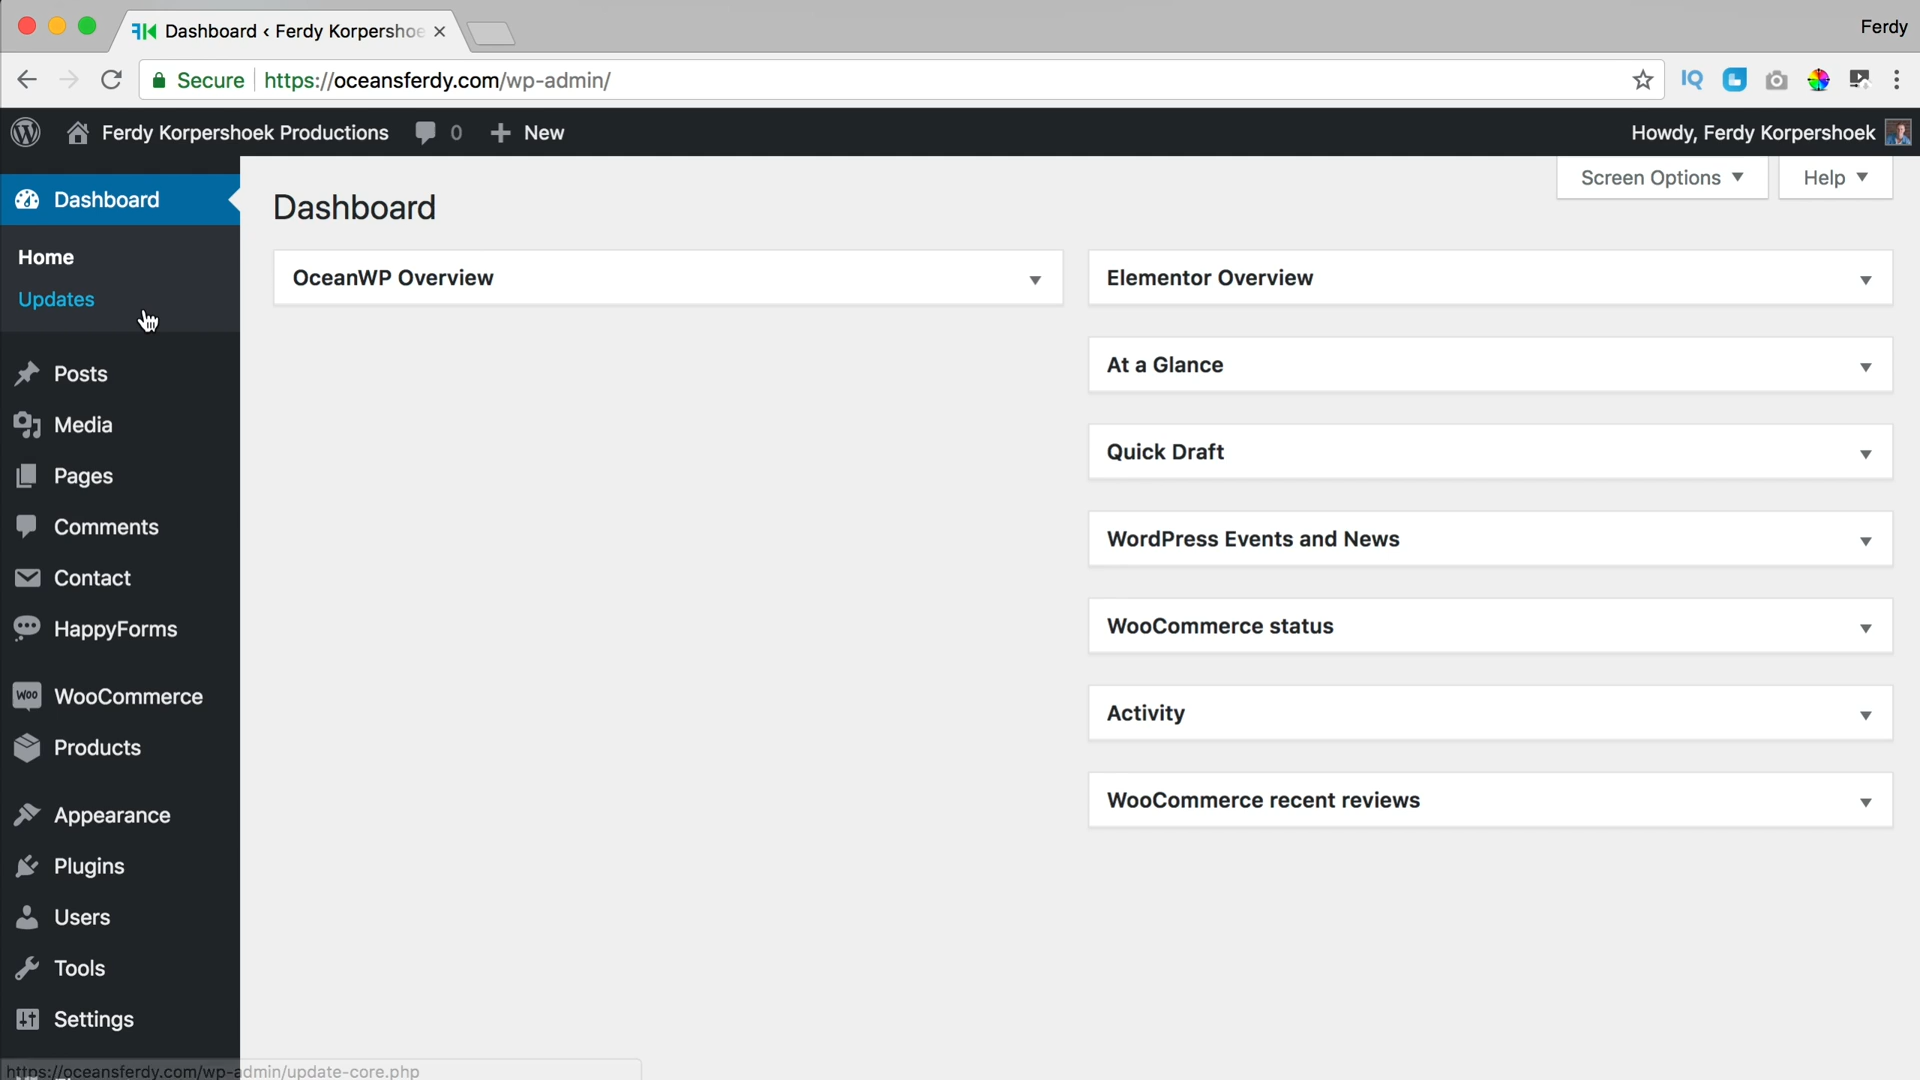 Dashboard ‹ Ferdy Korpershoe
Ferdy
Secure https://oceansferdy.com/wp-admin/
IQ
Ferdy Korpershoek Productions 0 New
Howdy, Ferdy Korpershoek
Screen Options Help
Dashboard
Home
Updates
Posts
Media
Pages
Comments
Contact
HappyForms
Woo WooCommerce
Products
Appearance
Plugins
Users
Tools
Settings
Dashboard
OceanWP Overview
Elementor Overview
At a Glance
Quick Draft
WordPress Events and News
WooCommerce status
Activity
WooCommerce recent reviews
https://oceansferdy.com/wp-admin/update-core.php